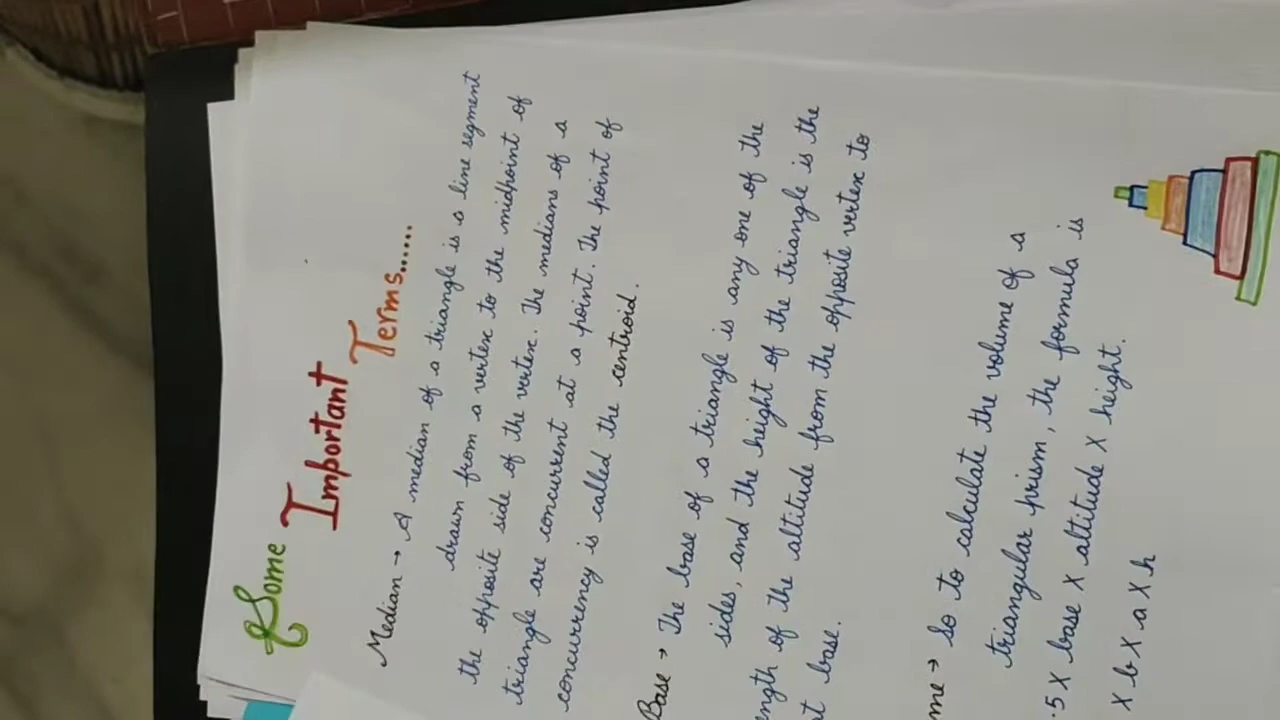 Some
Important
Terms......
Median → A median of a triangle is a line segment
drawn from a vertex to the midpoint of
the opposite side of the vertex. The medians of a
triangle are concurrent at a point. The point of
concurrency is called the centroid.
Base → The base of a triangle is any one of the
sides, and the height of the triangle is the
ength of the altitude from the opposite vertex to
at base.
me → So to calculate the volume of a
triangular prism, the formula is
.5 X base X altitude X height.
X b X a X h